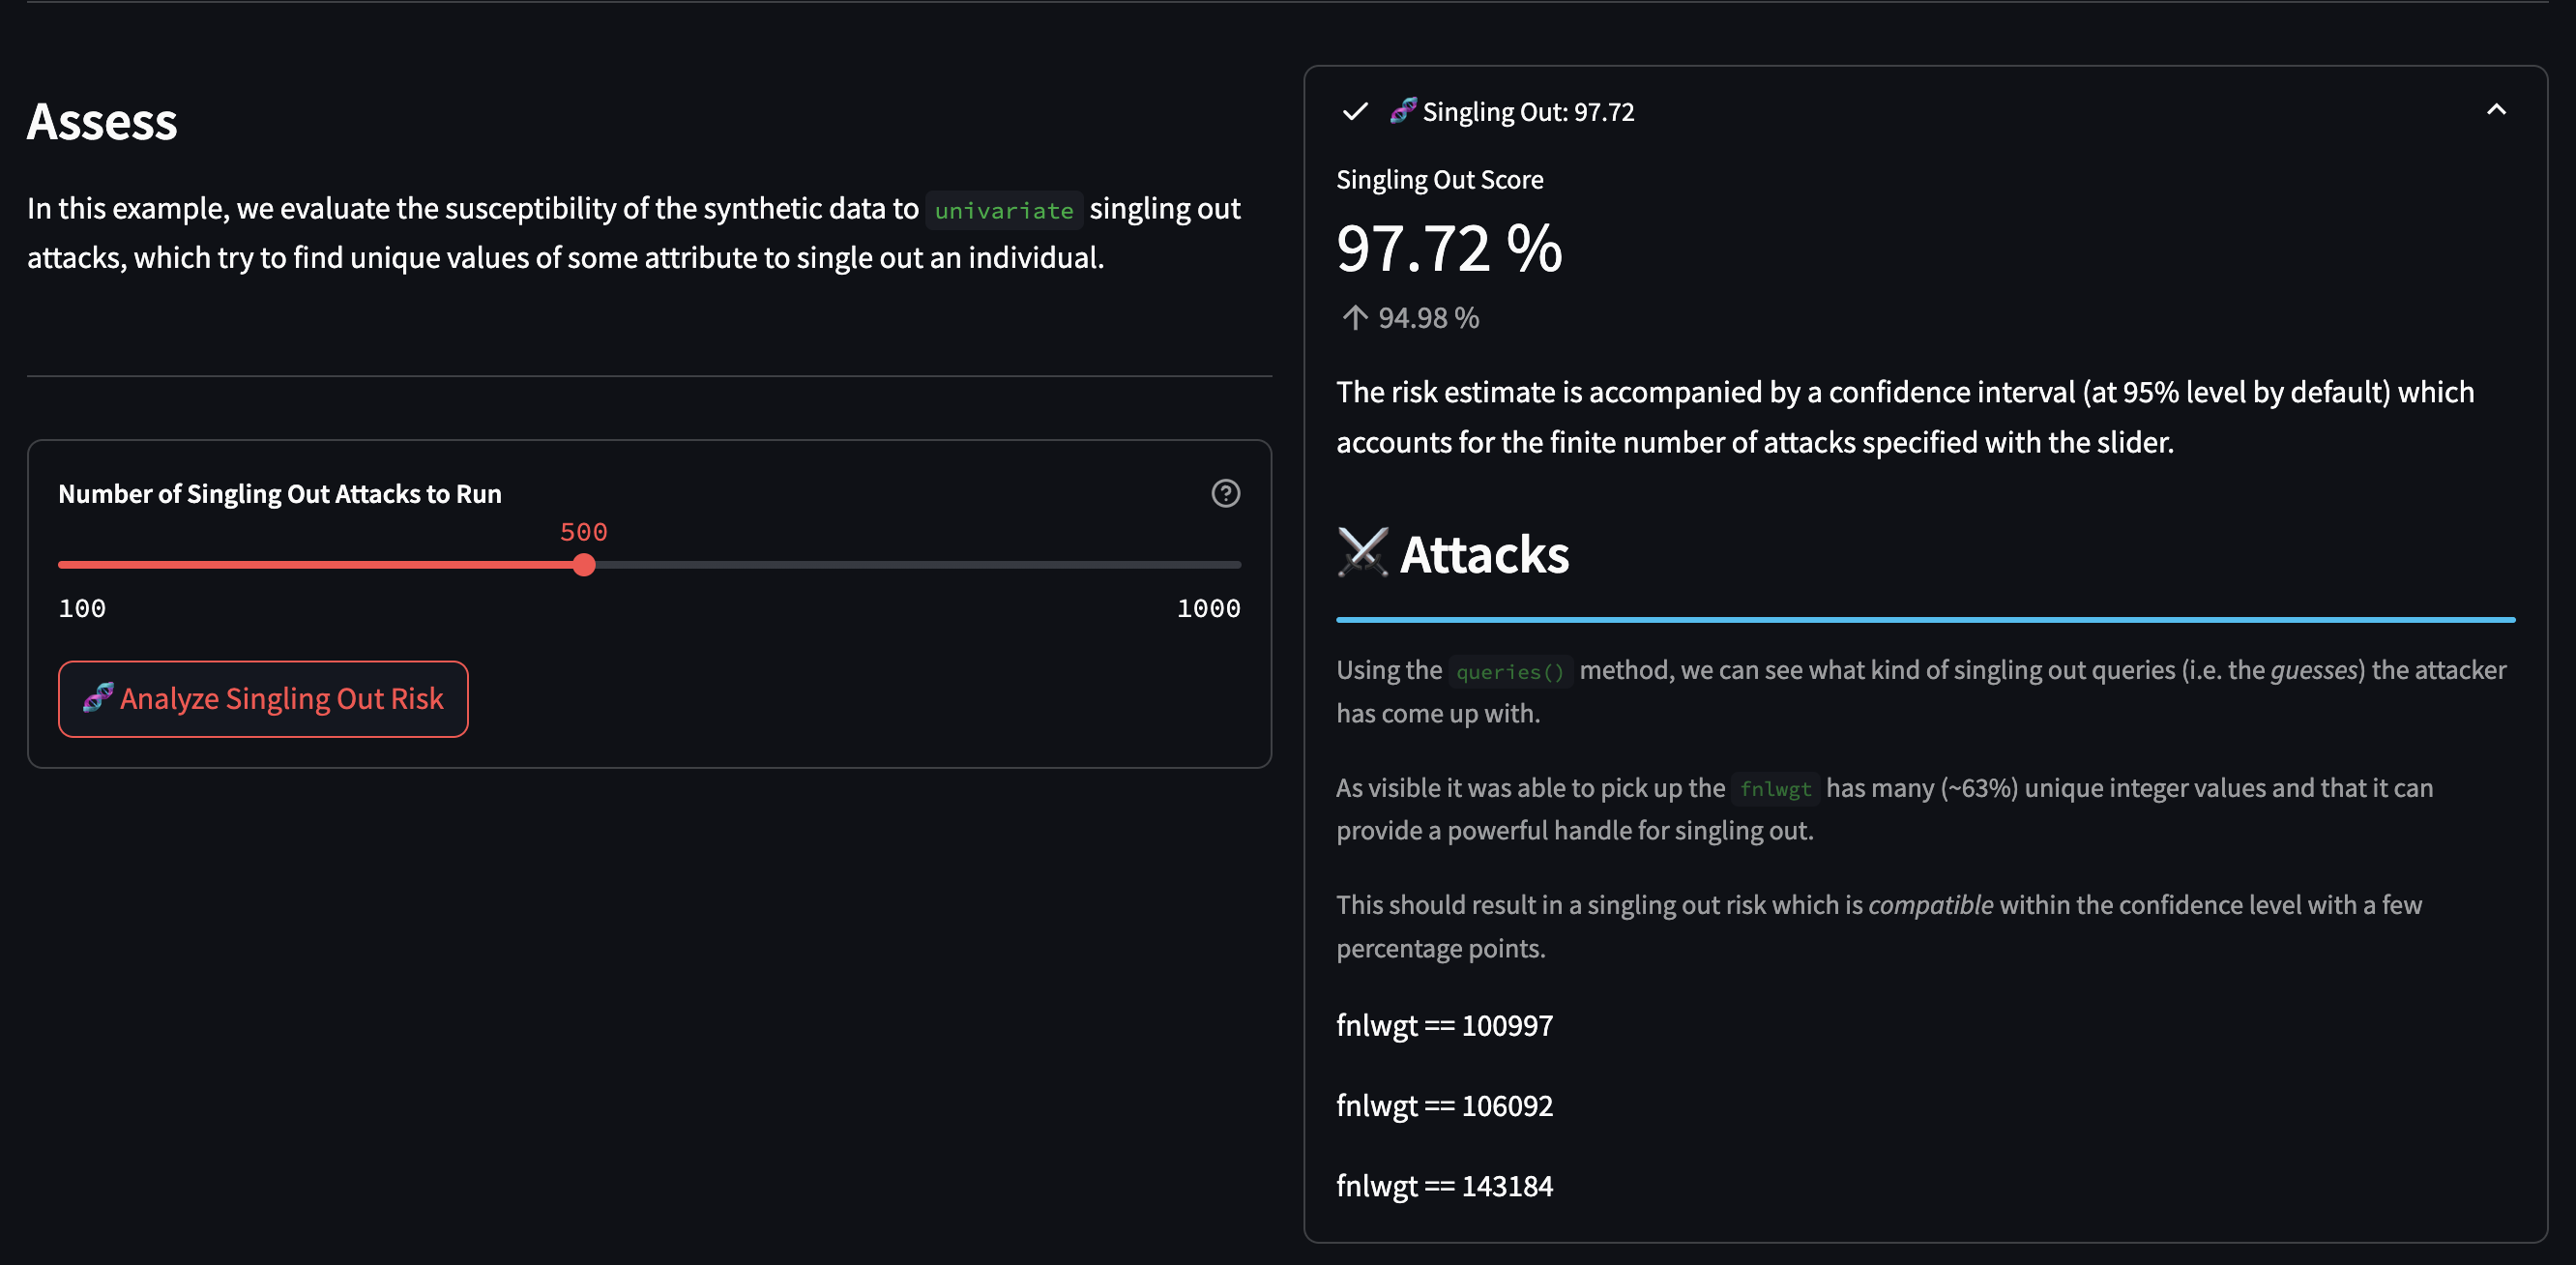 Assess
In this example, we evaluate the susceptibility of the synthetic data to univariate singling out
attacks, which try to find unique values of some attribute to single out an individual.
Number of Singling Out Attacks to Run
500
100
1000
🧬 Analyze Singling Out Risk
🧬 Singling Out: 97.72
Singling Out Score
97.72 %
↑ 94.98 %
The risk estimate is accompanied by a confidence interval (at 95% level by default) which
accounts for the finite number of attacks specified with the slider.
⚔️ Attacks
Using the queries() method, we can see what kind of singling out queries (i.e. the guesses) the attacker
has come up with.
As visible it was able to pick up the fnlwgt has many (~63%) unique integer values and that it can
provide a powerful handle for singling out.
This should result in a singling out risk which is compatible within the confidence level with a few
percentage points.
fnlwgt == 100997
fnlwgt == 106092
fnlwgt == 143184